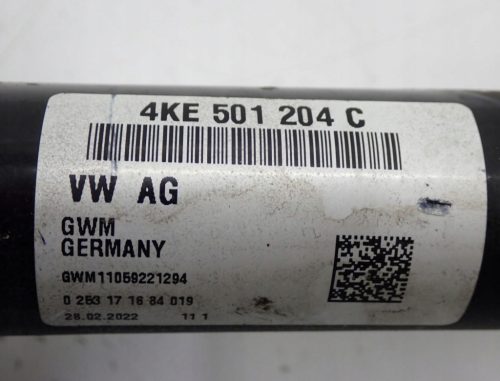 4KE 501 204 C
VW AG
GWM
GERMANY
GWM11059221294
0 253 17 16 84 019
28.02.2022 11 1